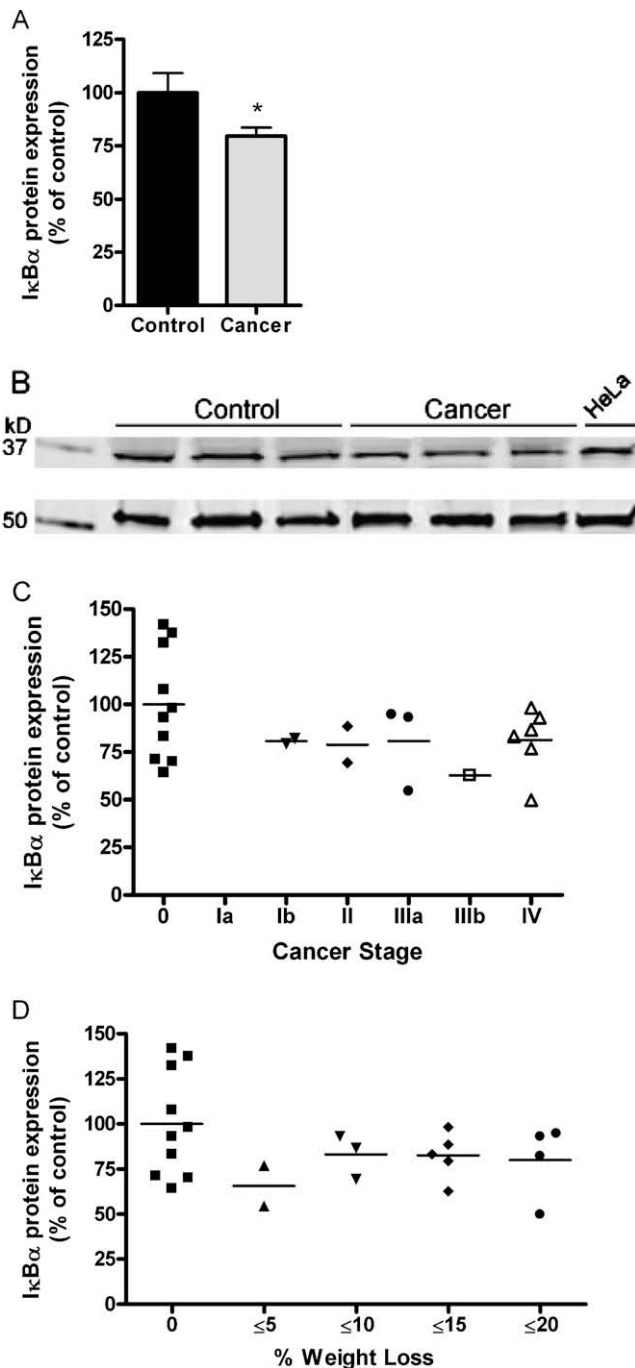 A
IκBα protein expression
(% of control)
125
100
75
50
25
0
*
Control Cancer
B
kD
Control Cancer HeLa
37
50
C
IκBα protein expression
(% of control)
150
125
100
75
50
25
0
0 Ia Ib II IIIa IIIb IV
Cancer Stage
D
IκBα protein expression
(% of control)
150
125
100
75
50
25
0
0 ≤5 ≤10 ≤15 ≤20
% Weight Loss